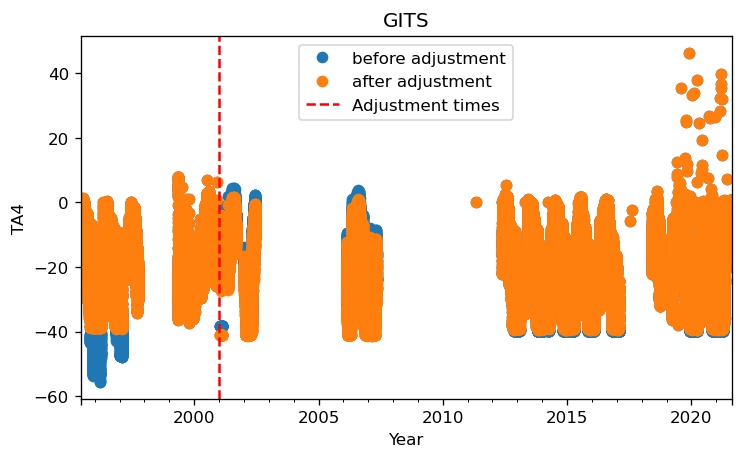 GITS
before adjustment
after adjustment
Adjustment times
40
20
0
−20
−40
−60
TA4
2000
2005
2010
2015
2020
Year